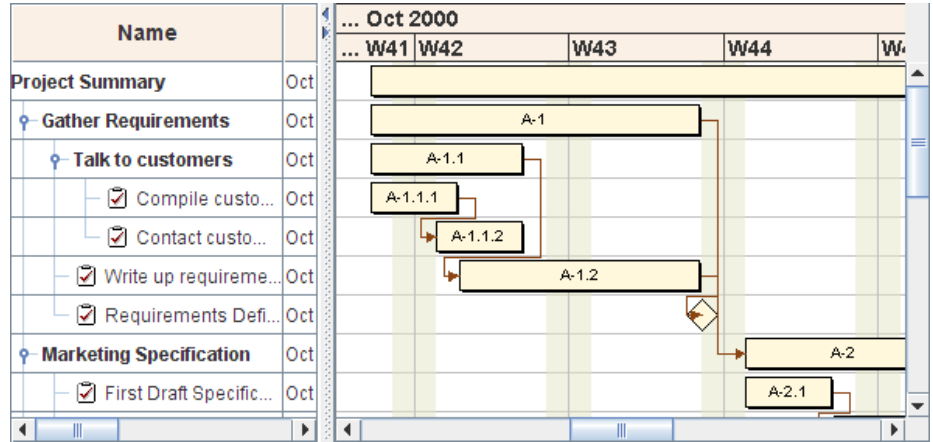 Name
... Oct 2000
... W41 W42 W43 W44
Project Summary Oct
Gather Requirements Oct A-1
Talk to customers Oct A-1.1
Compile custo... Oct A-1.1.1
Contact custo... Oct A-1.1.2
Write up requireme... Oct A-1.2
Requirements Defi... Oct
Marketing Specification Oct A-2
First Draft Specific... Oct A-2.1